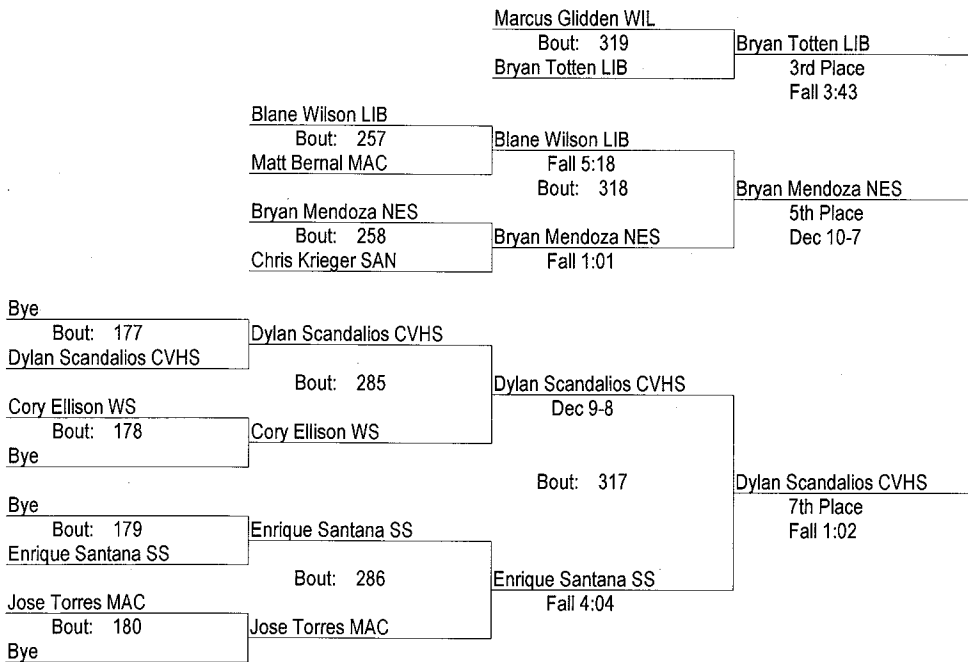 Marcus Glidden WIL
Bout: 319
Bryan Totten LIB
Bryan Totten LIB
3rd Place
Fall 3:43
Blane Wilson LIB
Bout: 257
Matt Bernal MAC
Blane Wilson LIB
Fall 5:18
Bout: 318
Bryan Mendoza NES
Bout: 258
Chris Krieger SAN
Bryan Mendoza NES
Fall 1:01
Bryan Mendoza NES
5th Place
Dec 10-7
Bye
Bout: 177
Dylan Scandalios CVHS
Dylan Scandalios CVHS
Bout: 285
Cory Ellison WS
Bout: 178
Bye
Cory Ellison WS
Dylan Scandalios CVHS
Dec 9-8
Bout: 317
Bye
Bout: 179
Enrique Santana SS
Enrique Santana SS
Bout: 286
Jose Torres MAC
Bout: 180
Bye
Jose Torres MAC
Enrique Santana SS
Fall 4:04
Dylan Scandalios CVHS
7th Place
Fall 1:02